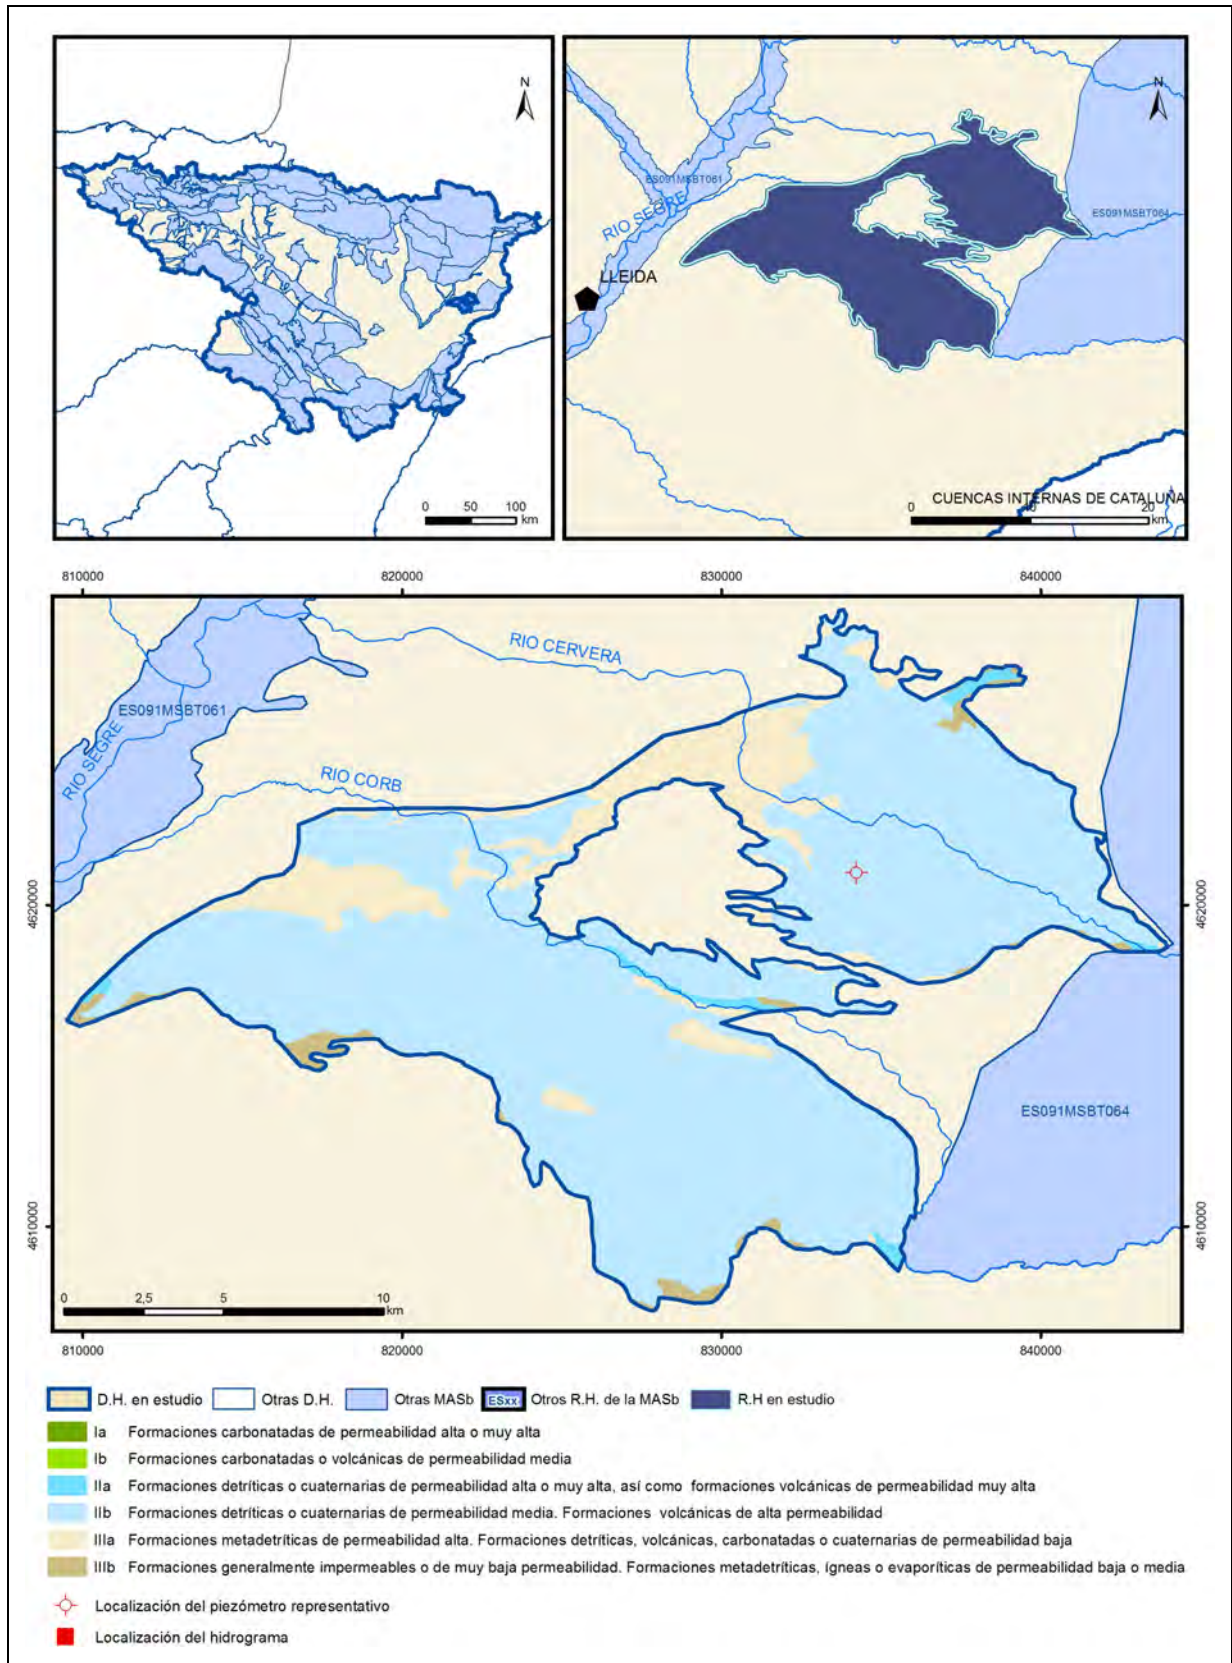 N
0 50 100
km
N
ES091MSBT061
RIO SEGRE
LLEIDA
ES091MSBT064
CUENCAS INTERNAS DE CATALUÑA
0 10 20
km
810000 820000 830000 840000
RIO CERVERA
ES091MSBT061
RIO SEGRE
RIO CORB
4620000 4620000
ES091MSBT064
4610000 4610000
0 2,5 5 10
km
810000 820000 830000 840000
D.H. en estudio Otras D.H. Otras MASb ESxx Otros R.H. de la MASb R.H en estudio
Ia Formaciones carbonatadas de permeabilidad alta o muy alta
Ib Formaciones carbonatadas o volcánicas de permeabilidad media
IIa Formaciones detríticas o cuaternarias de permeabilidad alta o muy alta, así como formaciones volcánicas de permeabilidad muy alta
IIb Formaciones detríticas o cuaternarias de permeabilidad media. Formaciones volcánicas de alta permeabilidad
IIIa Formaciones metadetríticas de permeabilidad alta. Formaciones detríticas, volcánicas, carbonatadas o cuaternarias de permeabilidad baja
IIIb Formaciones generalmente impermeables o de muy baja permeabilidad. Formaciones metadetríticas, ígneas o evaporíticas de permeabilidad baja o media
Localización del piezómetro representativo
Localización del hidrograma